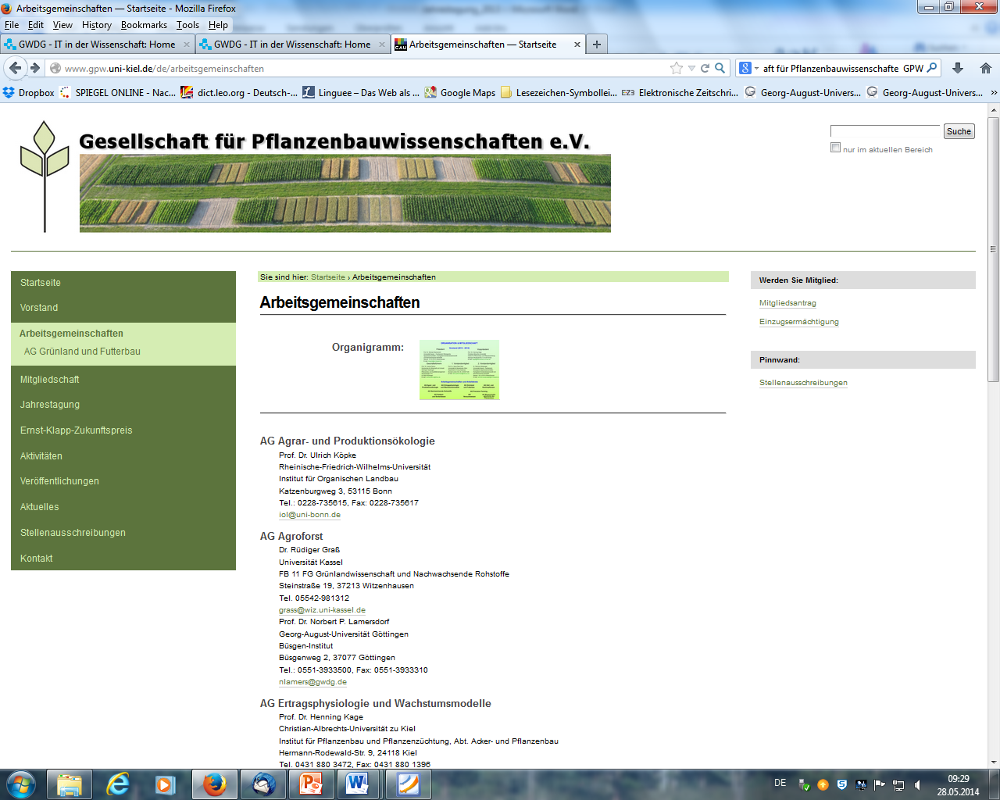 Arbeitsgemeinschaften — Startseite - Mozilla Firefox
File Edit View History Bookmarks Tools Help
GWDG - IT in der Wissenschaft: Home
GWDG - IT in der Wissenschaft: Home
Arbeitsgemeinschaften — Startseite
www.gpw.uni-kiel.de/de/arbeitsgemeinschaften
aft für Pflanzenbauwissenschafte GPW
Dropbox
SPIEGEL ONLINE - Nac...
dict.leo.org - Deutsch-...
Linguee – Das Web als ...
Google Maps
Lesezeichen-Symbollei...
EZ3 Elektronische Zeitschri...
Georg-August-Univers...
Georg-August-Univers...
Gesellschaft für Pflanzenbauwissenschaften e.V.
Suche
nur im aktuellen Bereich
Startseite
Vorstand
Arbeitsgemeinschaften
AG Grünland und Futterbau
Mitgliedschaft
Jahrestagung
Ernst-Klapp-Zukunftspreis
Aktivitäten
Veröffentlichungen
Aktuelles
Stellenausschreibungen
Kontakt
Sie sind hier: Startseite › Arbeitsgemeinschaften
Arbeitsgemeinschaften
Organigramm:
AG Agrar- und Produktionsökologie
Prof. Dr. Ulrich Köpke
Rheinische-Friedrich-Wilhelms-Universität
Institut für Organischen Landbau
Katzenburgweg 3, 53115 Bonn
Tel.: 0228-735615, Fax: 0228-735617
iol@uni-bonn.de
AG Agroforst
Dr. Rüdiger Graß
Universität Kassel
FB 11 FG Grünlandwissenschaft und Nachwachsende Rohstoffe
Steinstraße 19, 37213 Witzenhausen
Tel. 05542-981312
grass@wiz.uni-kassel.de
Prof. Dr. Norbert P. Lamersdorf
Georg-August-Universität Göttingen
Büsgen-Institut
Büsgenweg 2, 37077 Göttingen
Tel.: 0551-3933500, Fax: 0551-3933310
nlamers@gwdg.de
AG Ertragsphysiologie und Wachstumsmodelle
Prof. Dr. Henning Kage
Christian-Albrechts-Universität zu Kiel
Institut für Pflanzenbau und Pflanzenzüchtung, Abt. Acker- und Pflanzenbau
Hermann-Rodewald-Str. 9, 24118 Kiel
Tel. 0431 880 3472, Fax: 0431 880 1396
Werden Sie Mitglied:
Mitgliedsantrag
Einzugsermächtigung
Pinnwand:
Stellenausschreibungen
DE
09:29
28.05.2014